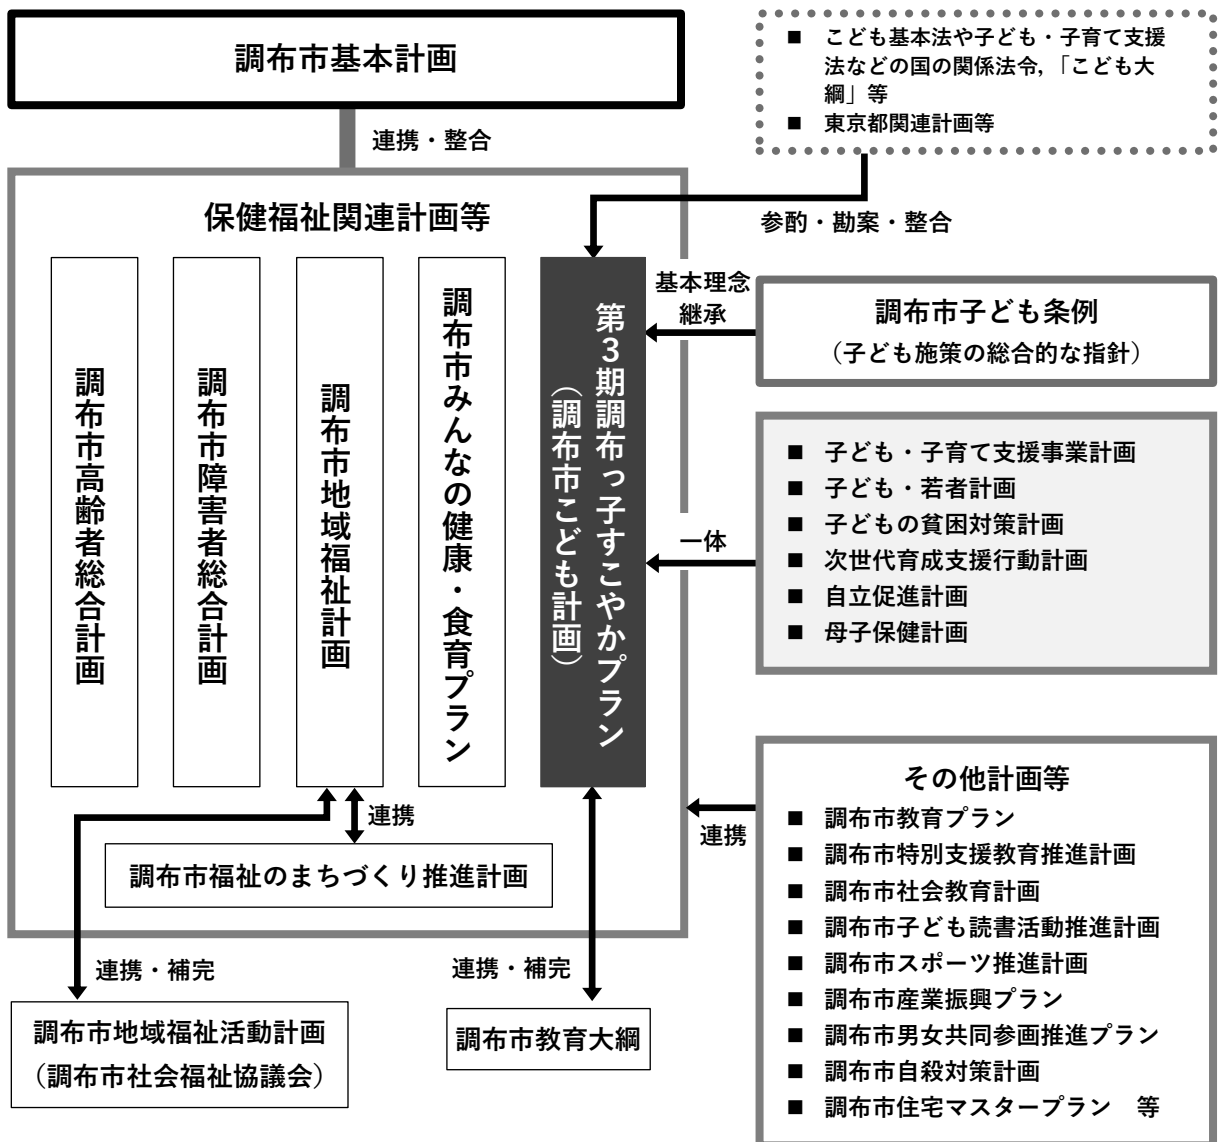 調布市基本計画
■ こども基本法や子ども・子育て支援
法などの国の関係法令，「こども大
綱」等
■ 東京都関連計画等
連携・整合
参酌・勘案・整合
保健福祉関連計画等
調布市高齢者総合計画
調布市障害者総合計画
調布市地域福祉計画
調布市みんなの健康・食育プラン
第３期調布っ子すこやかプラン
（調布市こども計画）
基本理念
継承
調布市子ども条例
（子ども施策の総合的な指針）
一体
■ 子ども・子育て支援事業計画
■ 子ども・若者計画
■ 子どもの貧困対策計画
■ 次世代育成支援行動計画
■ 自立促進計画
■ 母子保健計画
連携
調布市福祉のまちづくり推進計画
連携
その他計画等
■ 調布市教育プラン
■ 調布市特別支援教育推進計画
■ 調布市社会教育計画
■ 調布市子ども読書活動推進計画
■ 調布市スポーツ推進計画
■ 調布市産業振興プラン
■ 調布市男女共同参画推進プラン
■ 調布市自殺対策計画
■ 調布市住宅マスタープラン　等
連携・補完
調布市地域福祉活動計画
（調布市社会福祉協議会）
連携・補完
調布市教育大綱